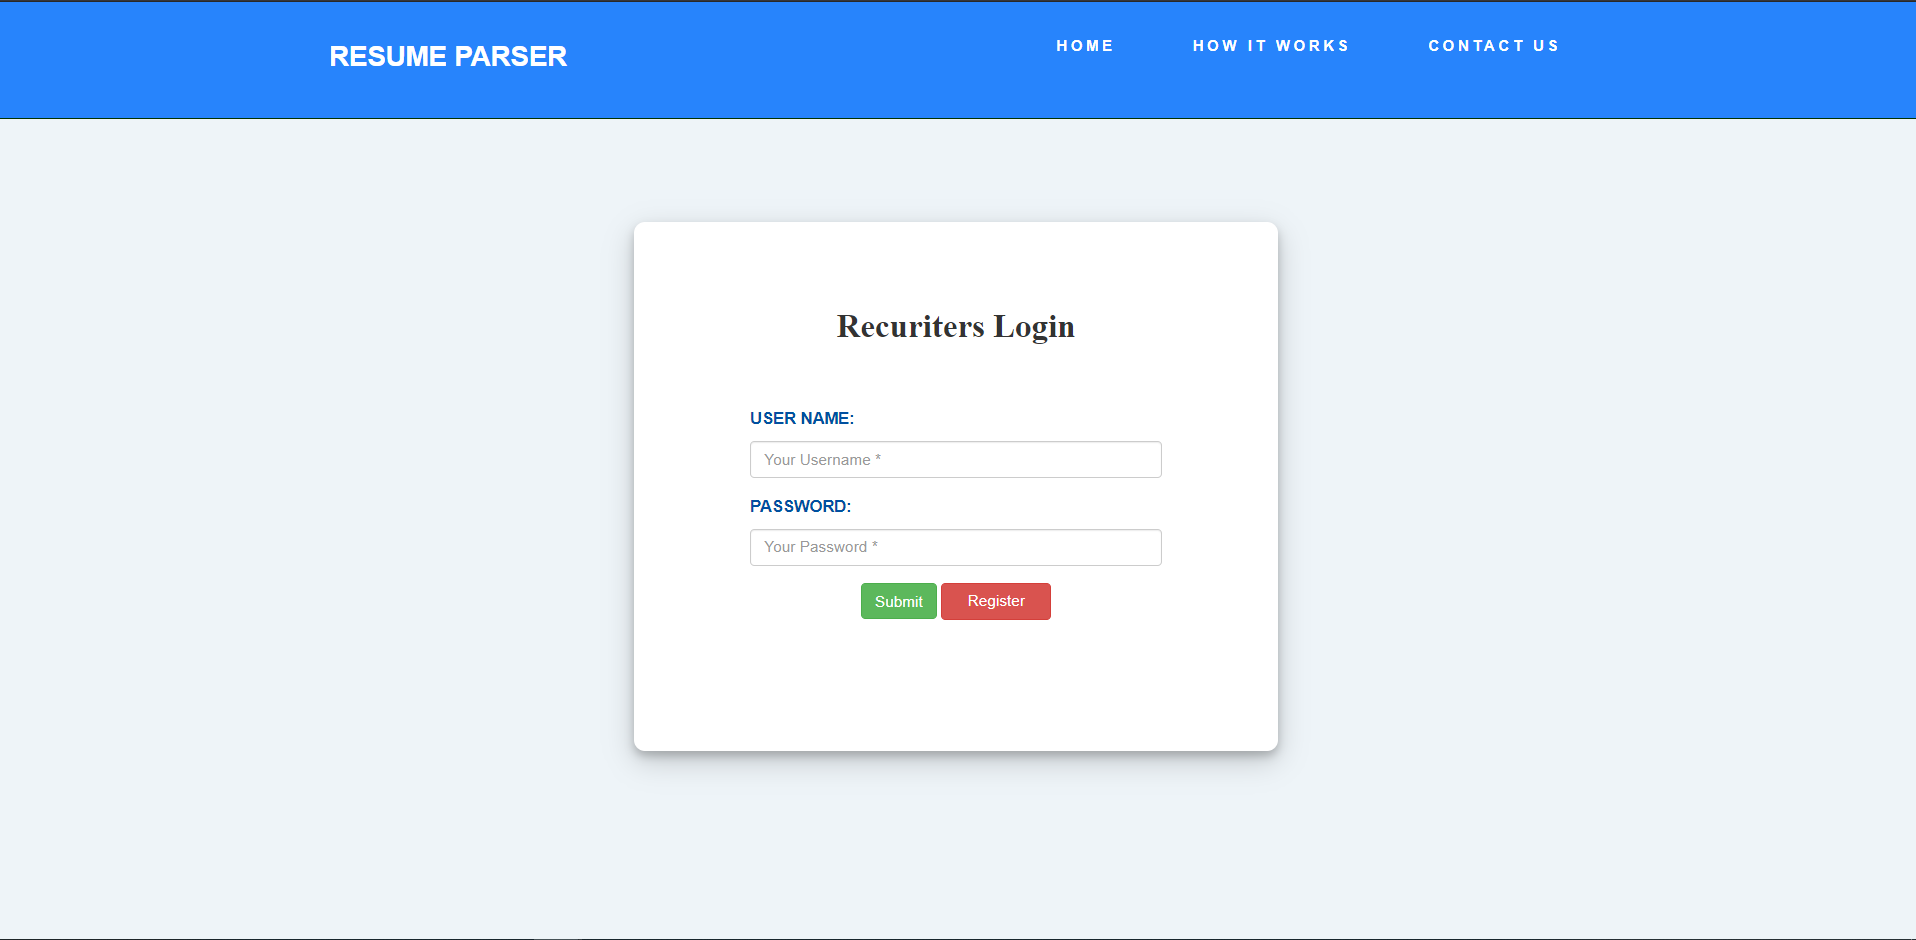 RESUME PARSER
HOME HOW IT WORKS CONTACT US
Recuriters Login
USER NAME:
Your Username *
PASSWORD:
Your Password *
Submit Register